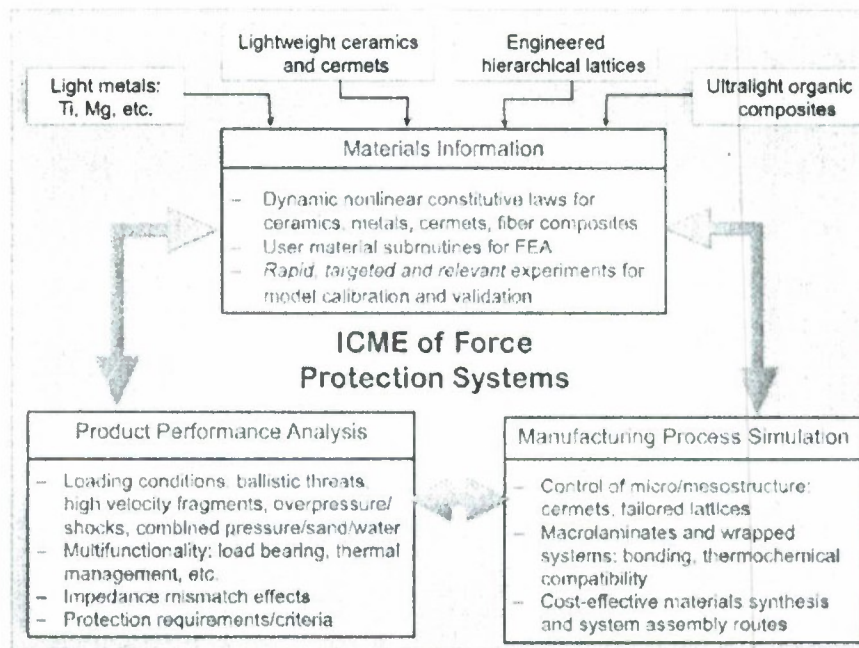 Lightweight ceramics
and cermets
Engineered
hierarchical lattices
Light metals:
Ti, Mg, etc.
Ultralight organic
composites
Materials Information
– Dynamic nonlinear constitutive laws for
ceramics, metals, cermets, fiber composites
– User material subroutines for FEA
– Rapid, targeted and relevant experiments for
model calibration and validation
ICME of Force
Protection Systems
Product Performance Analysis
– Loading conditions, ballistic threats,
high velocity fragments, overpressure/
shocks, combined pressure/sand/water
– Multifunctionality: load bearing, thermal
management, etc.
– Impedance mismatch effects
– Protection requirements/criteria
Manufacturing Process Simulation
– Control of micro/mesostructure:
cermets, tailored lattices
– Macrolaminates and wrapped
systems: bonding, thermochemical
compatibility
– Cost-effective materials synthesis
and system assembly routes